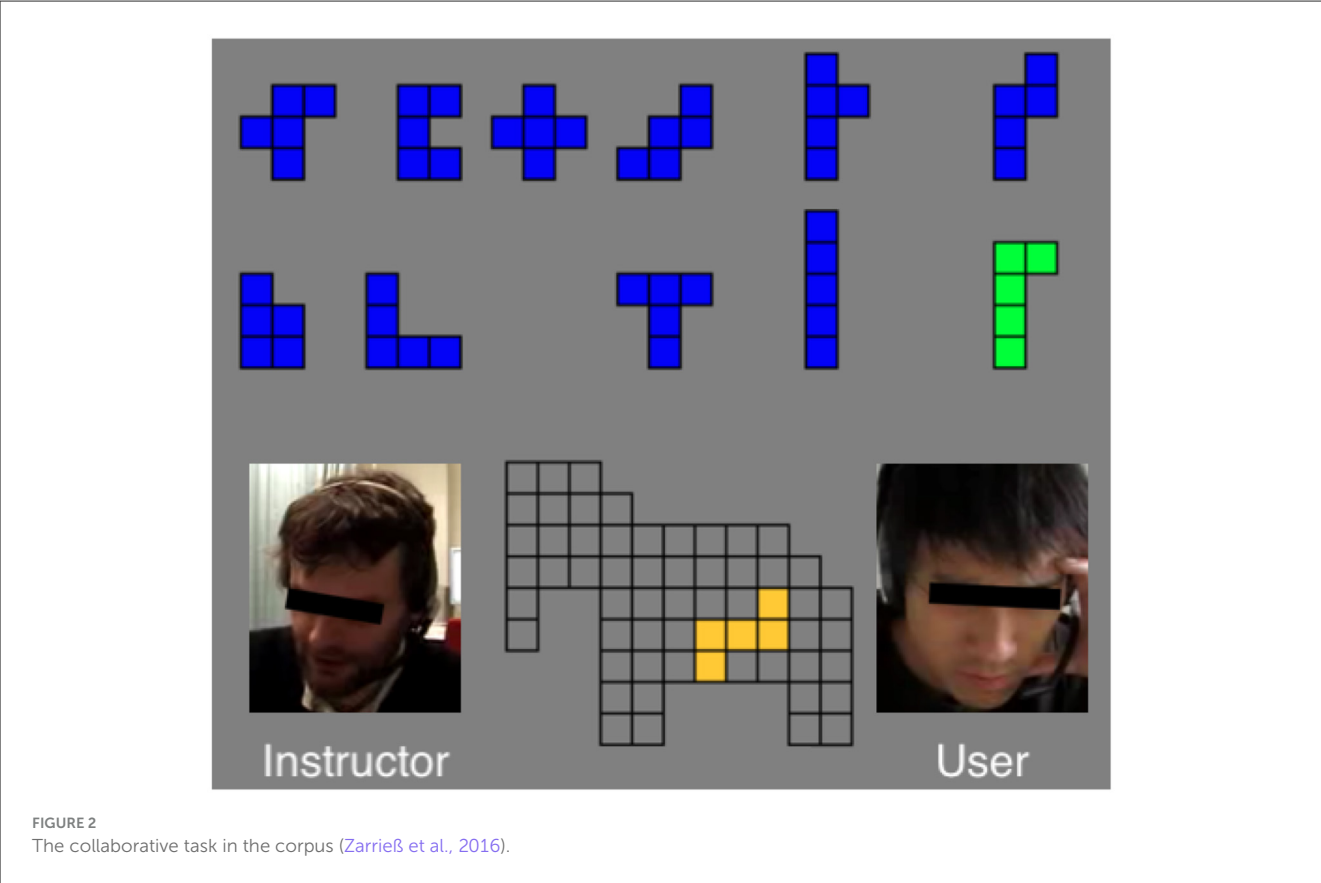 Instructor
User
FIGURE 2
The collaborative task in the corpus (Zarrieß et al., 2016).